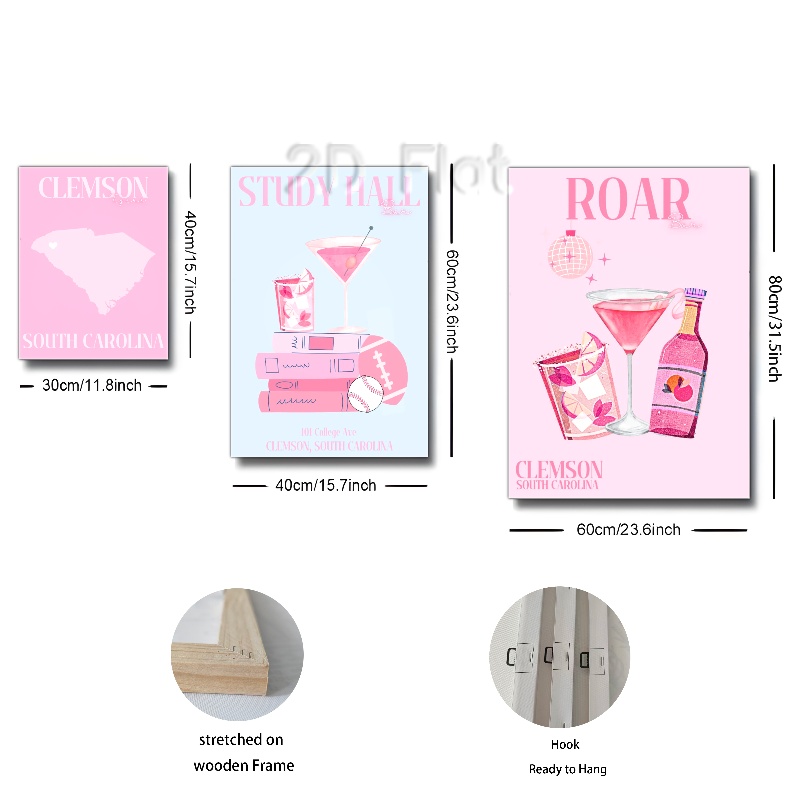 2D Flat
CLEMSON
SOUTH CAROLINA
40cm/15.7inch
30cm/11.8inch
STUDY HALL
101 College Ave
CLEMSON, SOUTH CAROLINA
60cm/23.6inch
40cm/15.7inch
ROAR
CLEMSON
SOUTH CAROLINA
80cm/31.5inch
60cm/23.6inch
stretched on
wooden Frame
Hook
Ready to Hang